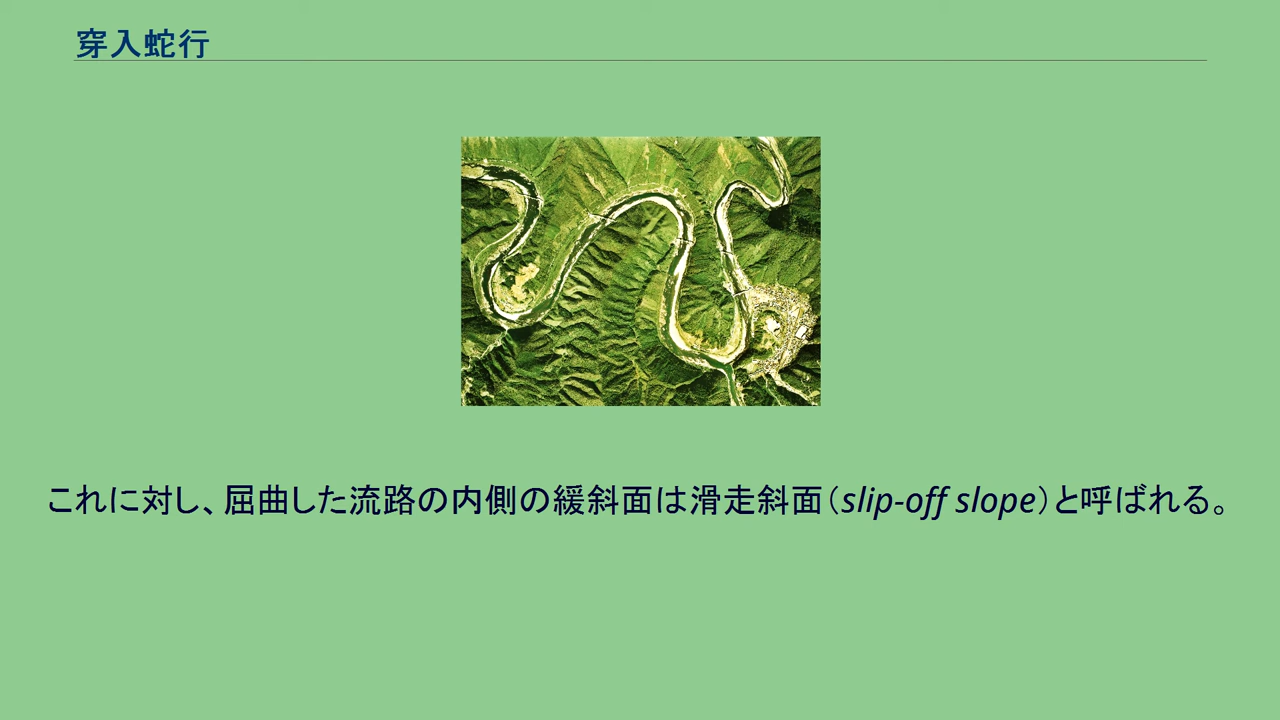 穿入蛇行
これに対し、屈曲した流路の内側の緩斜面は滑走斜面（slip-off slope）と呼ばれる。